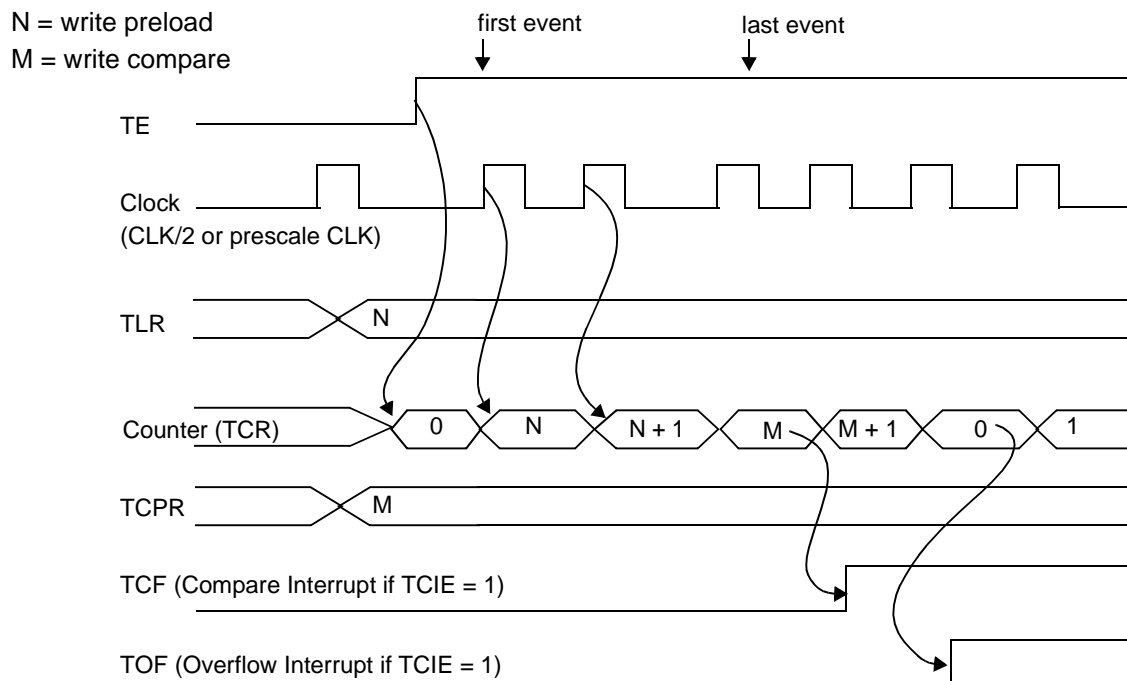 N = write preload
M = write compare
first event
last event
TE
Clock
(CLK/2 or prescale CLK)
TLR
N
Counter (TCR)
0
N
N + 1
M
M + 1
0
1
TCPR
M
TCF (Compare Interrupt if TCIE = 1)
TOF (Overflow Interrupt if TCIE = 1)